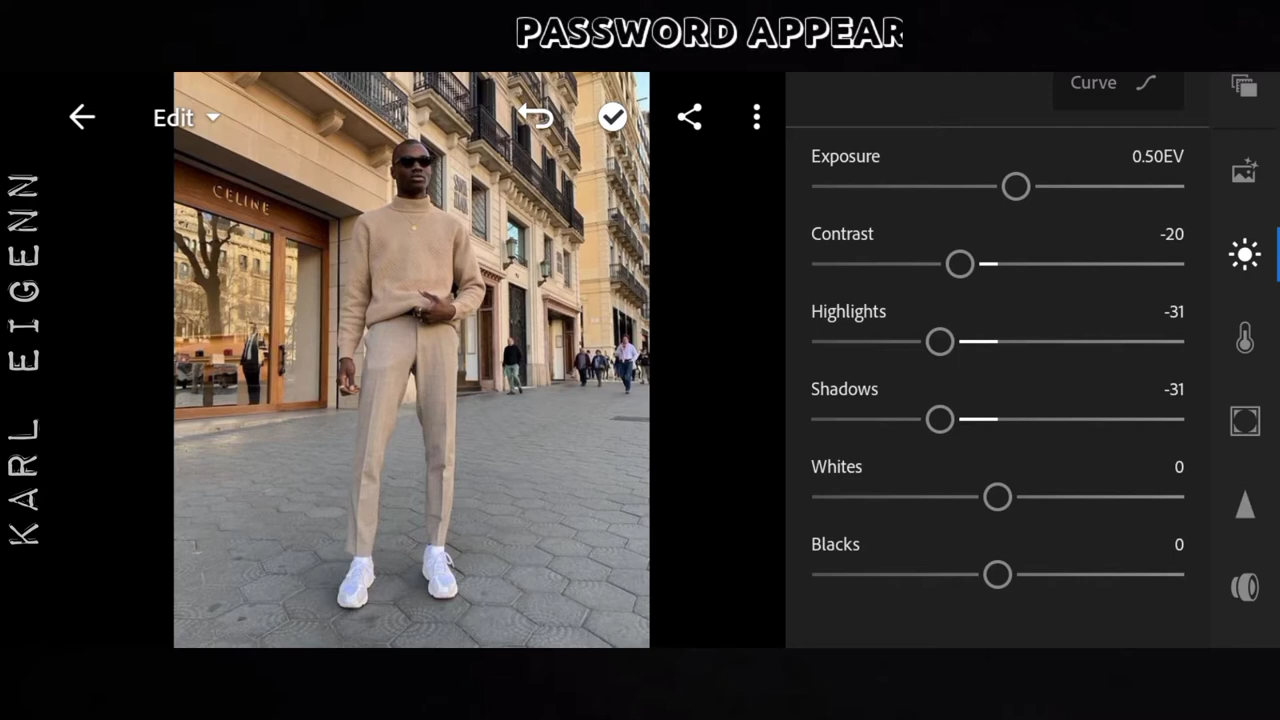 PASSWORD APPEAR
KARL EIGENN
Edit
CELINE
Curve
Exposure 0.50EV
Contrast -20
Highlights -31
Shadows -31
Whites 0
Blacks 0